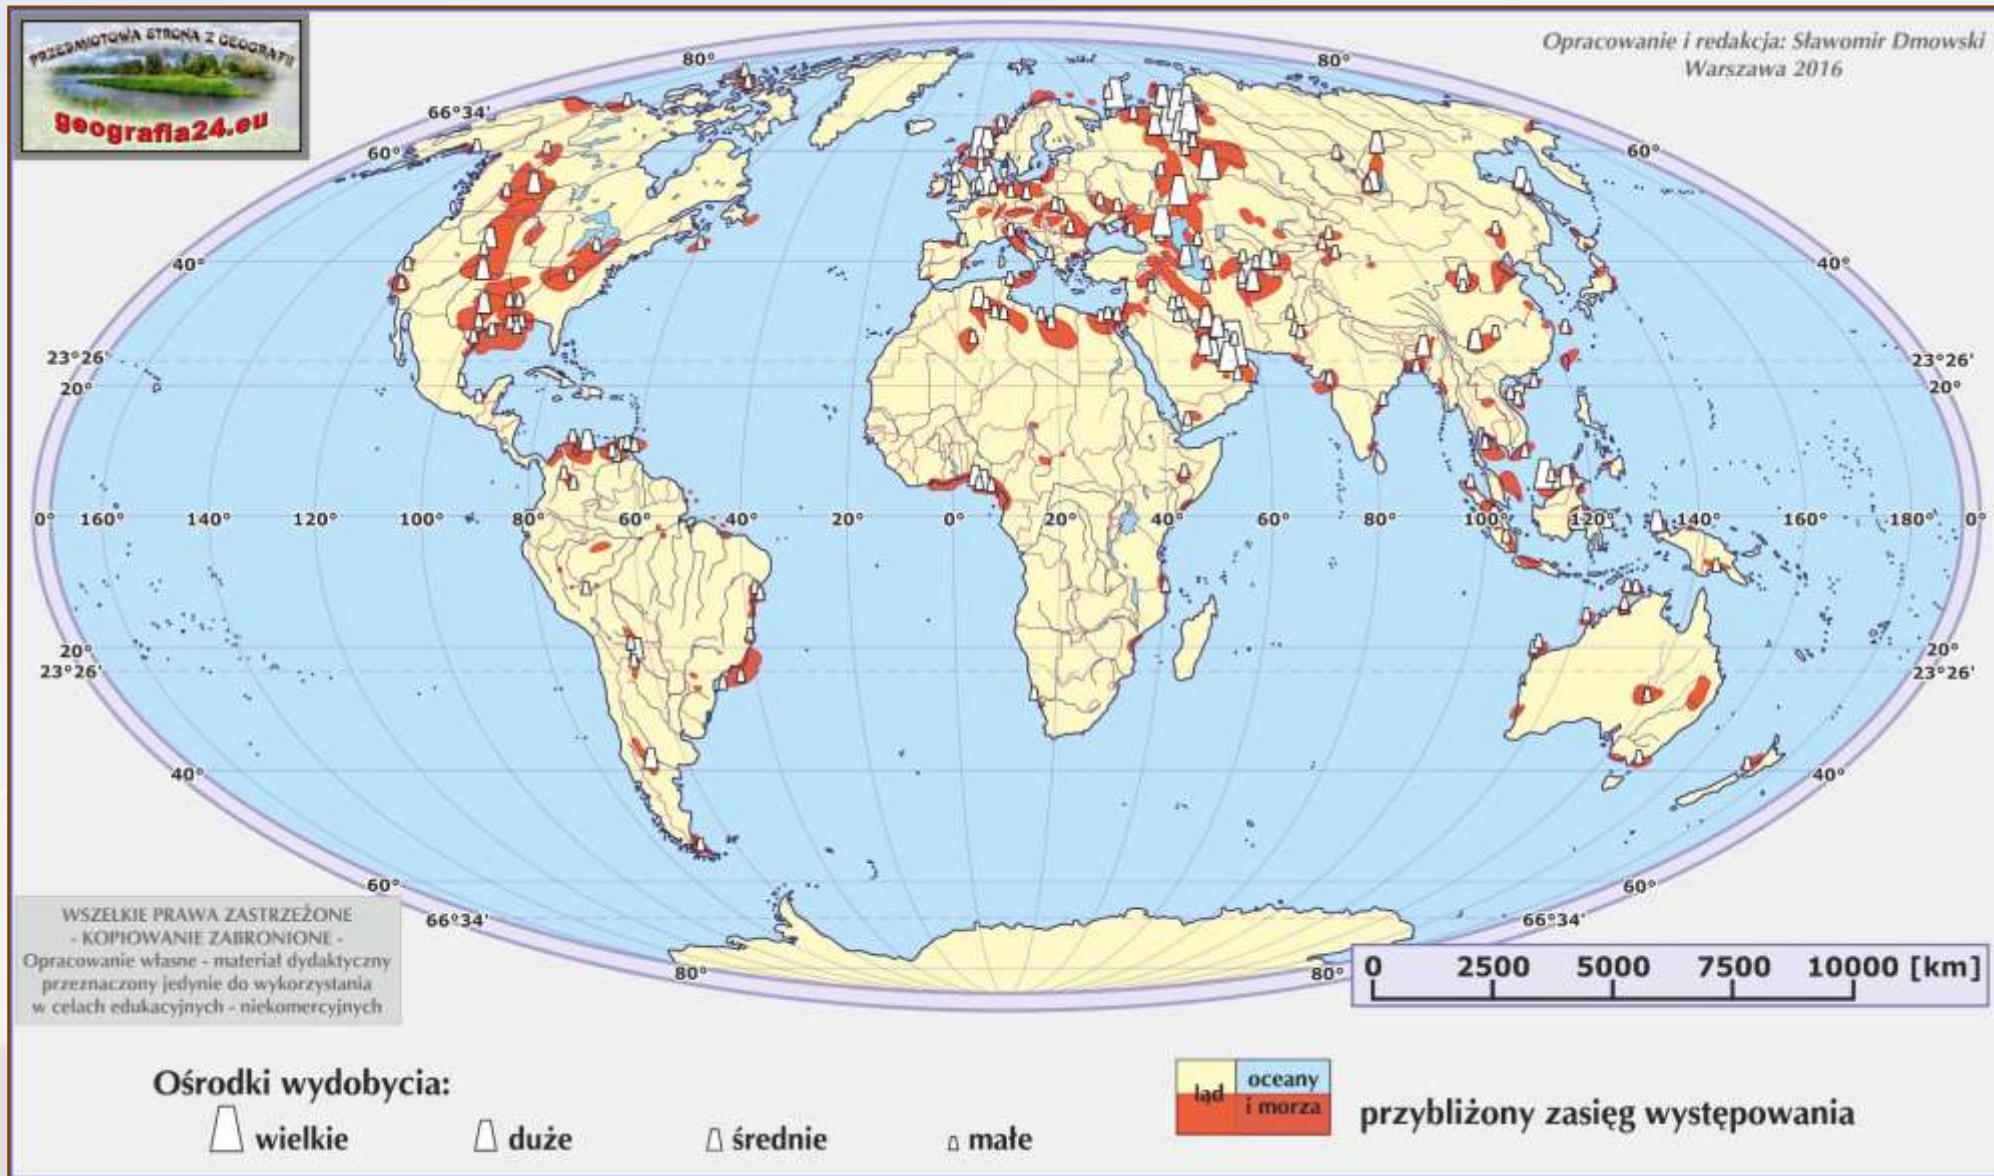 PRZEDMIOTOWA STRONA Z GEOGRAFII
geografia24.eu
Opracowanie i redakcja: Sławomir Dmowski
Warszawa 2016
80° 80°
66°34'
60° 60°
40° 40°
23°26' 23°26'
20° 20°
0° 160° 140° 120° 100° 80° 60° 40° 20° 0° 20° 40° 60° 80° 100° 120° 140° 160° 180° 0°
20° 20°
23°26' 23°26'
40° 40°
60° 60°
66°34' 66°34'
80° 80°
WSZELKIE PRAWA ZASTRZEŻONE
- KOPIOWANIE ZABRONIONE -
Opracowanie własne - materiał dydaktyczny
przeznaczony jedynie do wykorzystania
w celach edukacyjnych - niekomercyjnych
0 2500 5000 7500 10000 [km]
Ośrodki wydobycia:
wielkie duże średnie małe
ląd
oceany
i morza
przybliżony zasięg występowania